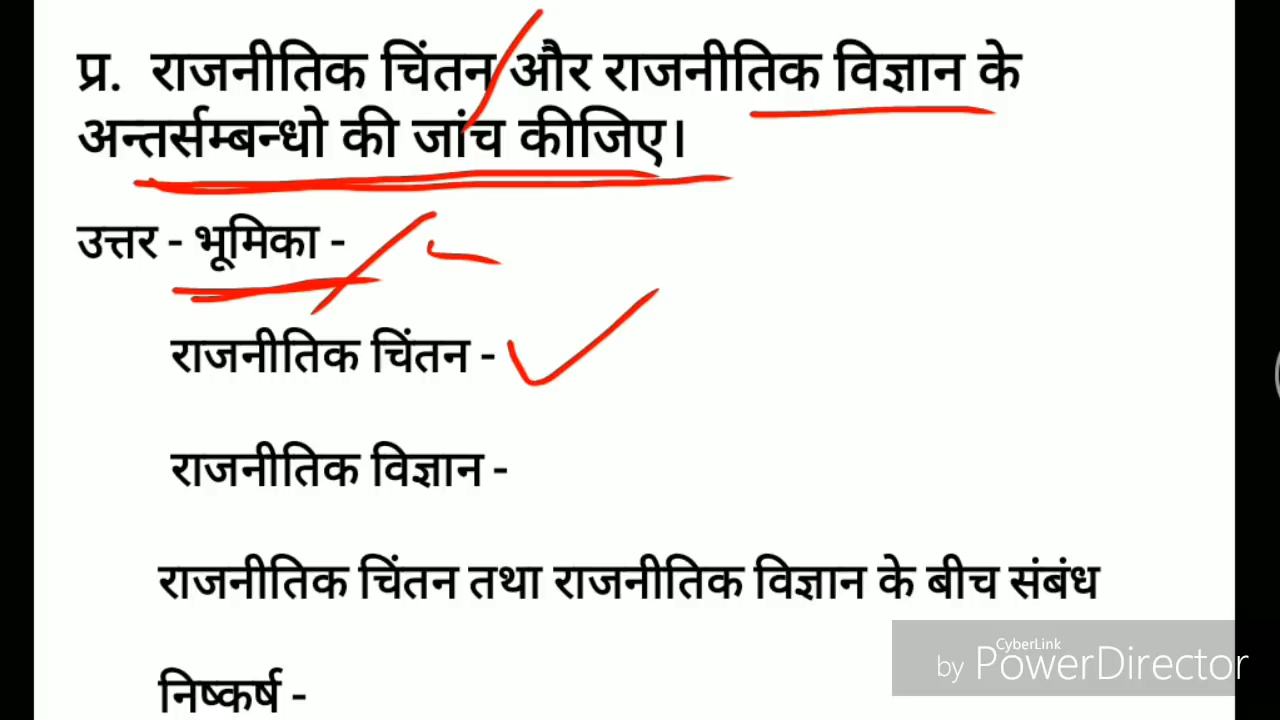 प्र. राजनीतिक चिंतन और राजनीतिक विज्ञान के
अन्तर्सम्बन्धो की जांच कीजिए।
उत्तर - भूमिका -
राजनीतिक चिंतन -
राजनीतिक विज्ञान -
राजनीतिक चिंतन तथा राजनीतिक विज्ञान के बीच संबंध
CyberLink
by PowerDirector
निष्कर्ष -